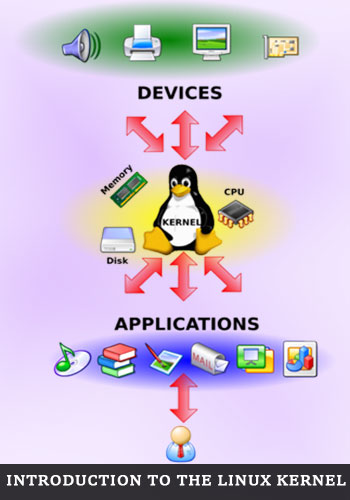 DEVICES
Memory
CPU
KERNEL
Disk
APPLICATIONS
MAIL
INTRODUCTION TO THE LINUX KERNEL